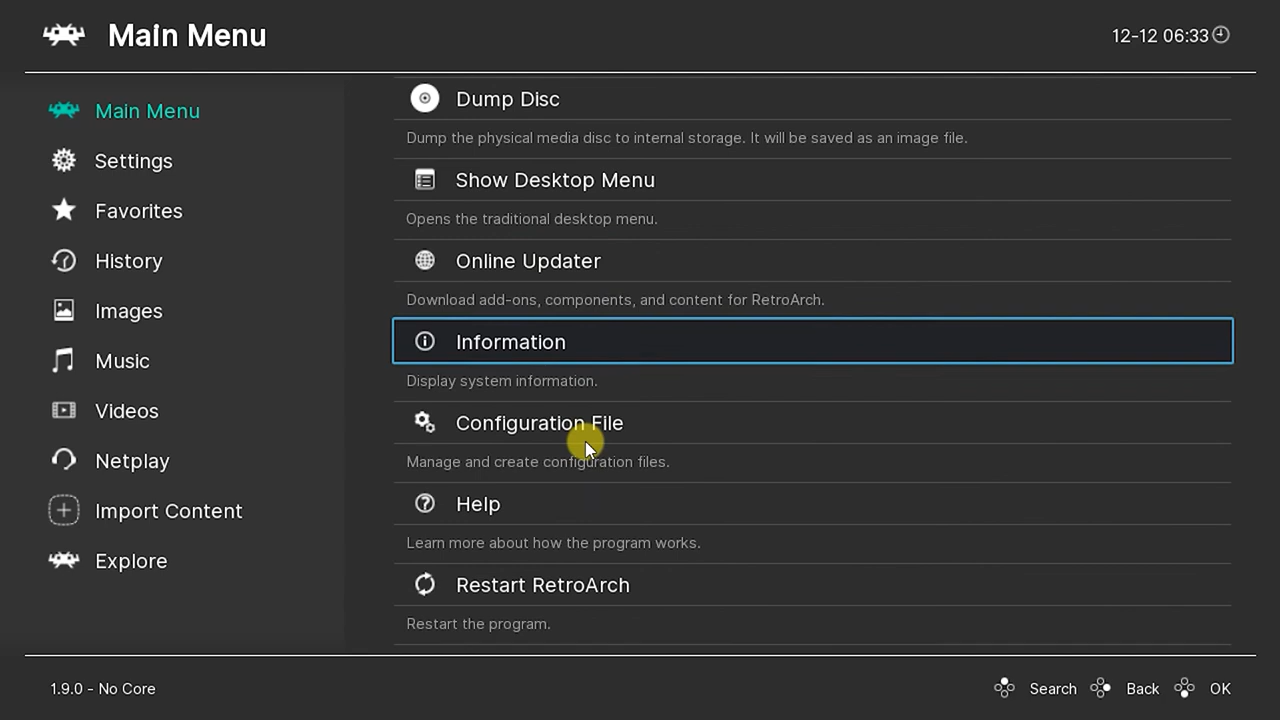 Main Menu
12-12 06:33
Main Menu
Settings
Favorites
History
Images
Music
Videos
Netplay
Import Content
Explore
Dump Disc
Dump the physical media disc to internal storage. It will be saved as an image file.
Show Desktop Menu
Opens the traditional desktop menu.
Online Updater
Download add-ons, components, and content for RetroArch.
Information
Display system information.
Configuration File
Manage and create configuration files.
Help
Learn more about how the program works.
Restart RetroArch
Restart the program.
1.9.0 - No Core
Search Back OK